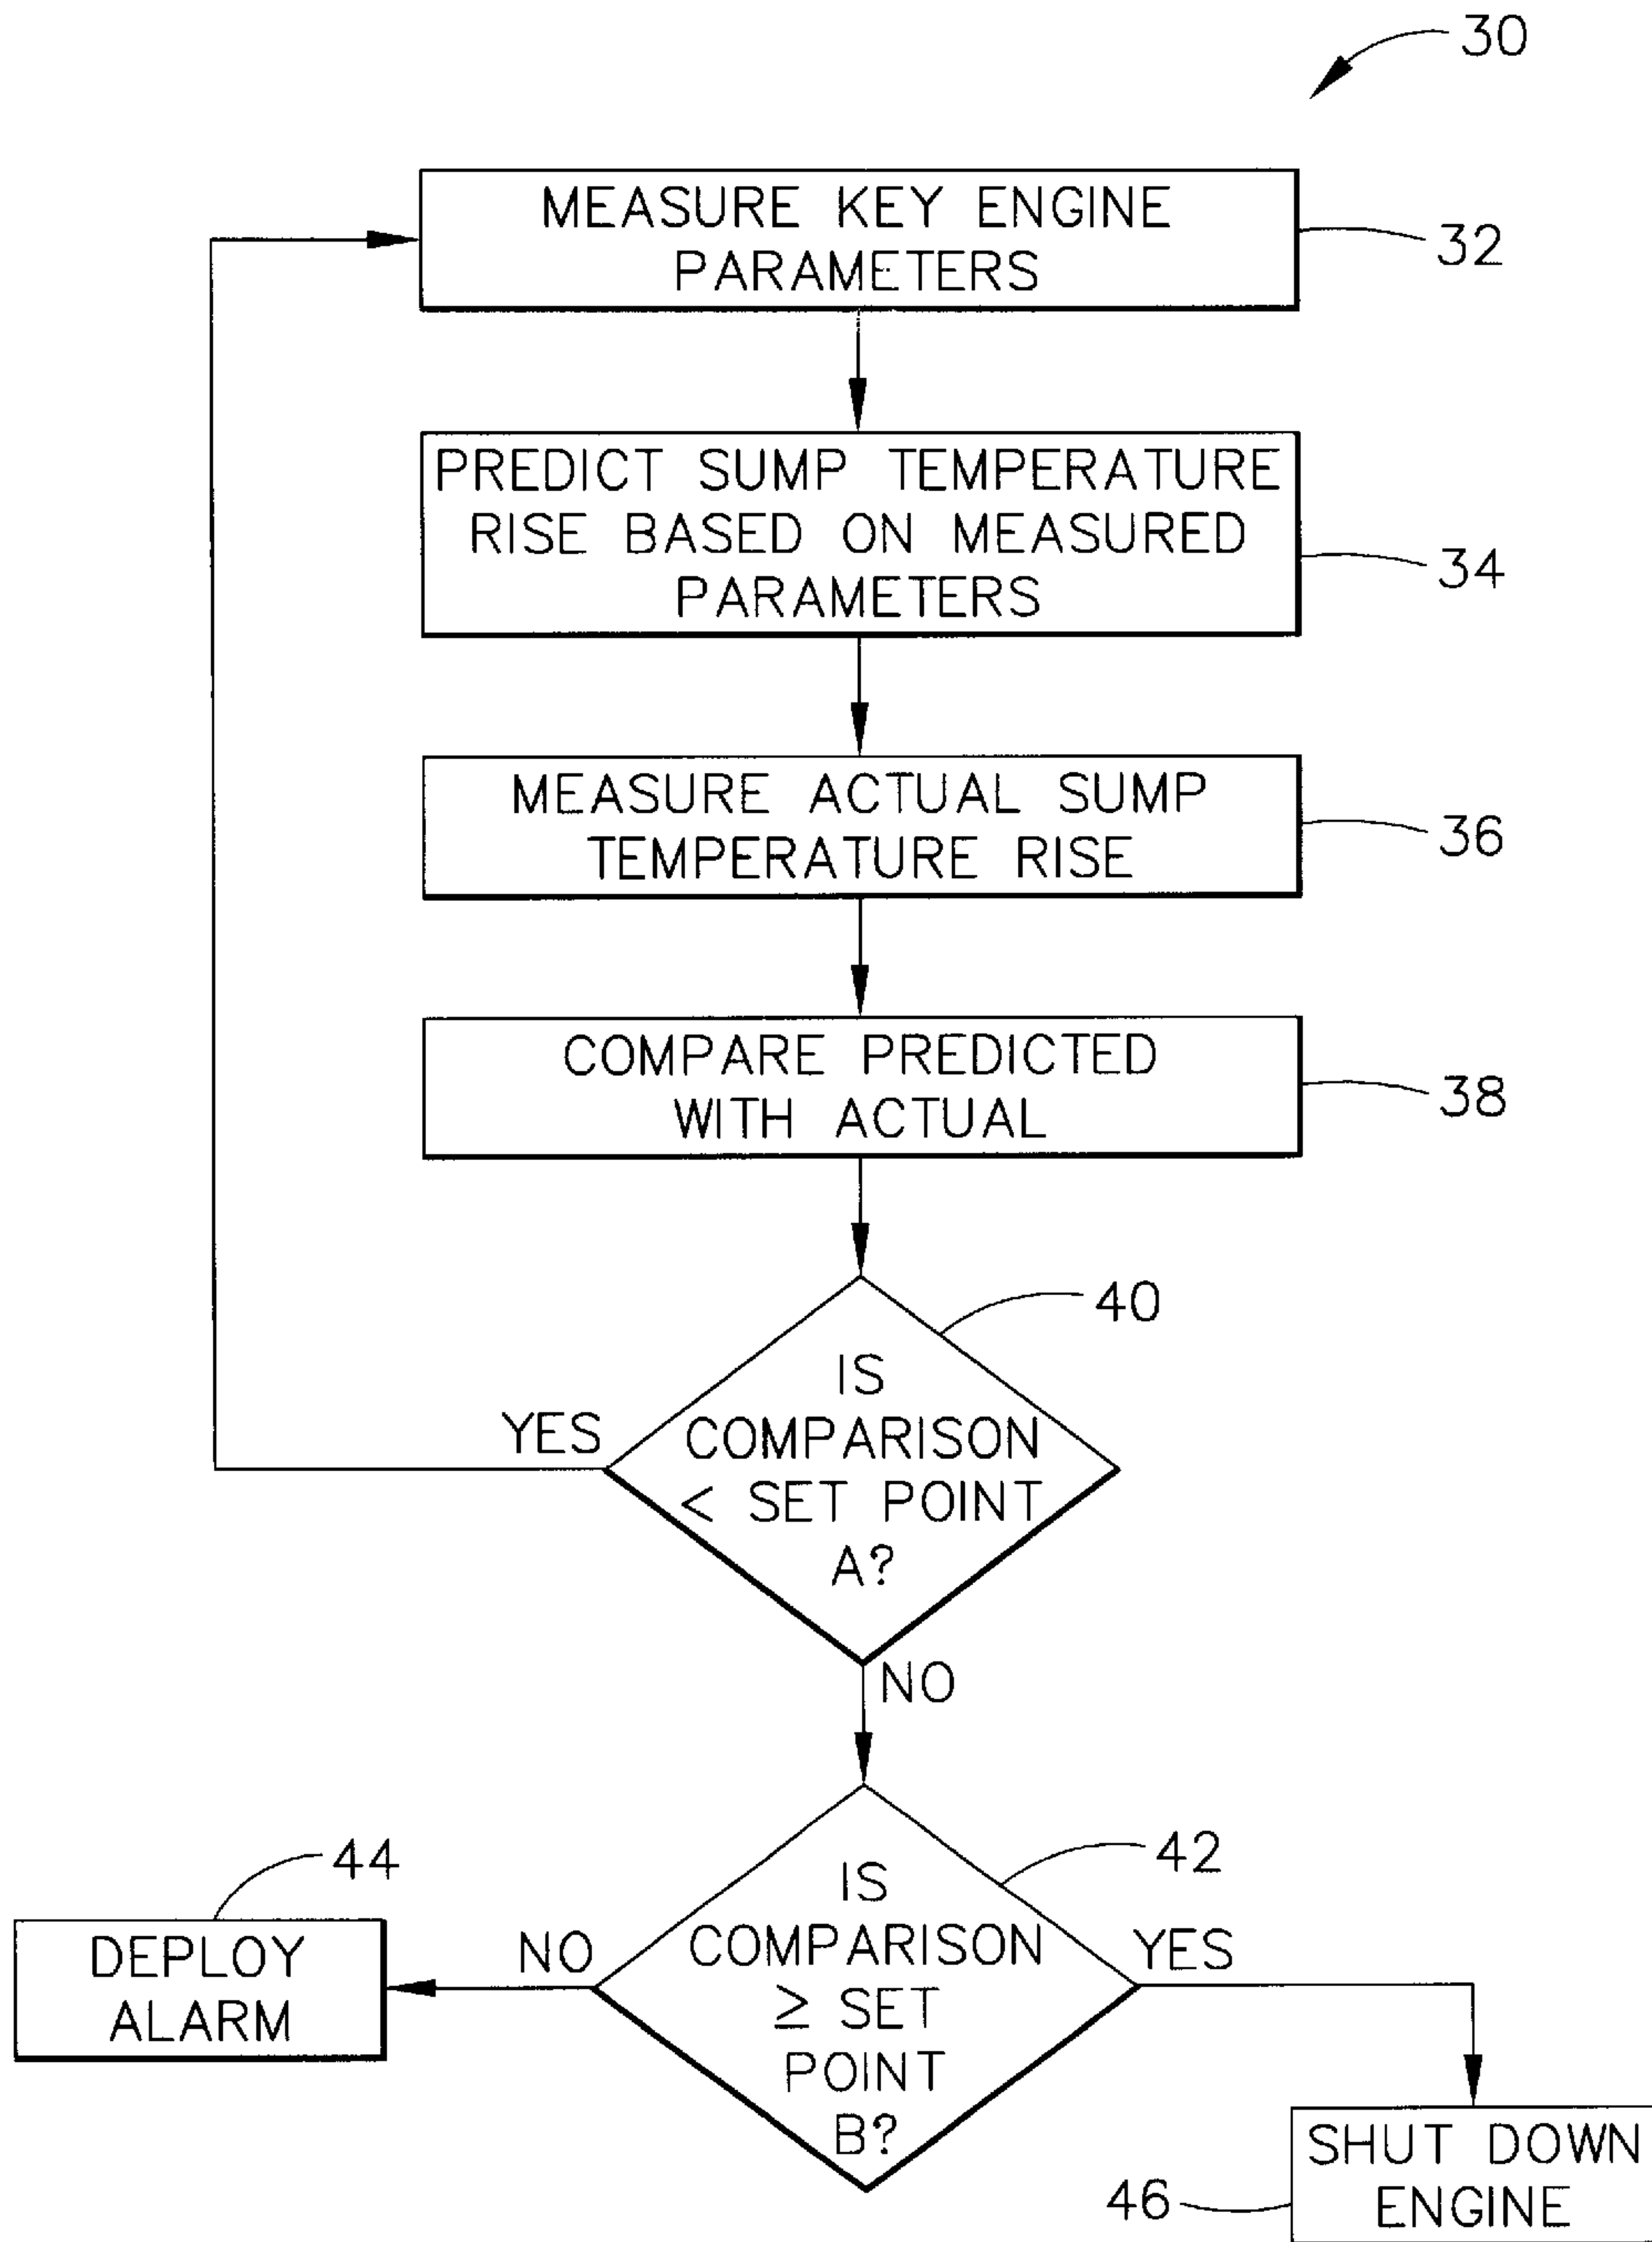 30
MEASURE KEY ENGINE
PARAMETERS
32
PREDICT SUMP TEMPERATURE
RISE BASED ON MEASURED
PARAMETERS
34
MEASURE ACTUAL SUMP
TEMPERATURE RISE
36
COMPARE PREDICTED
WITH ACTUAL
38
40
IS
COMPARISON
< SET POINT
A?
YES
NO
42
44
IS
COMPARISON
≥ SET
POINT
B?
NO
YES
DEPLOY
ALARM
SHUT DOWN
ENGINE
46